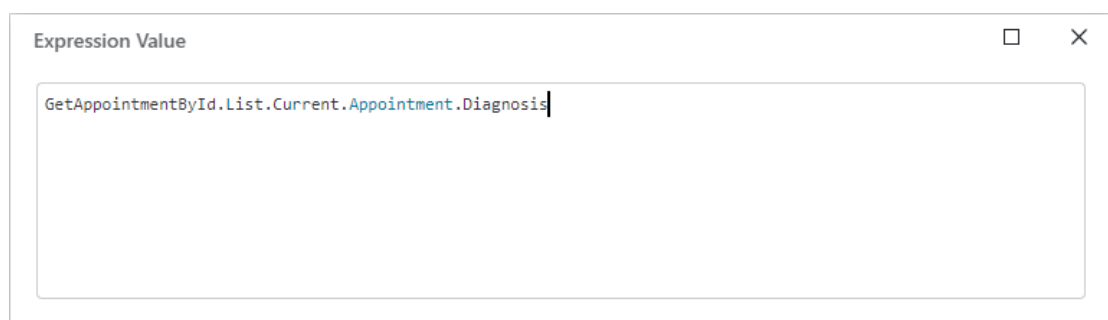 Expression Value
GetAppointmentById.List.Current.Appointment.Diagnosis